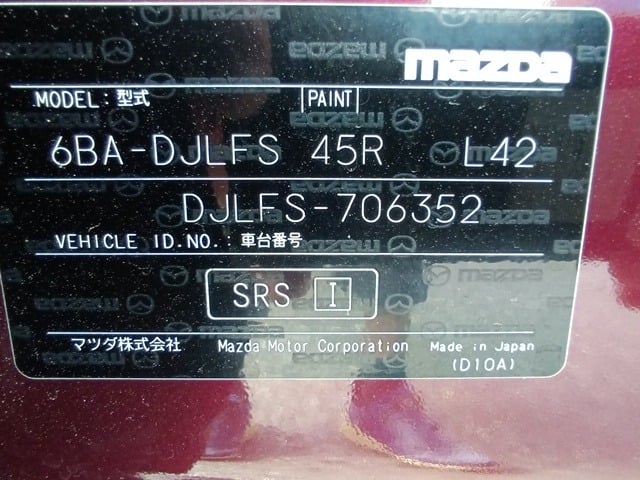 mazda
MODEL:型式 PAINT
6BA-DJLFS 45R L42
DJLFS-706352
VEHICLE ID.NO.:車台番号
SRS I
マツダ株式会社 Mazda Motor Corporation Made in Japan
(D10A)